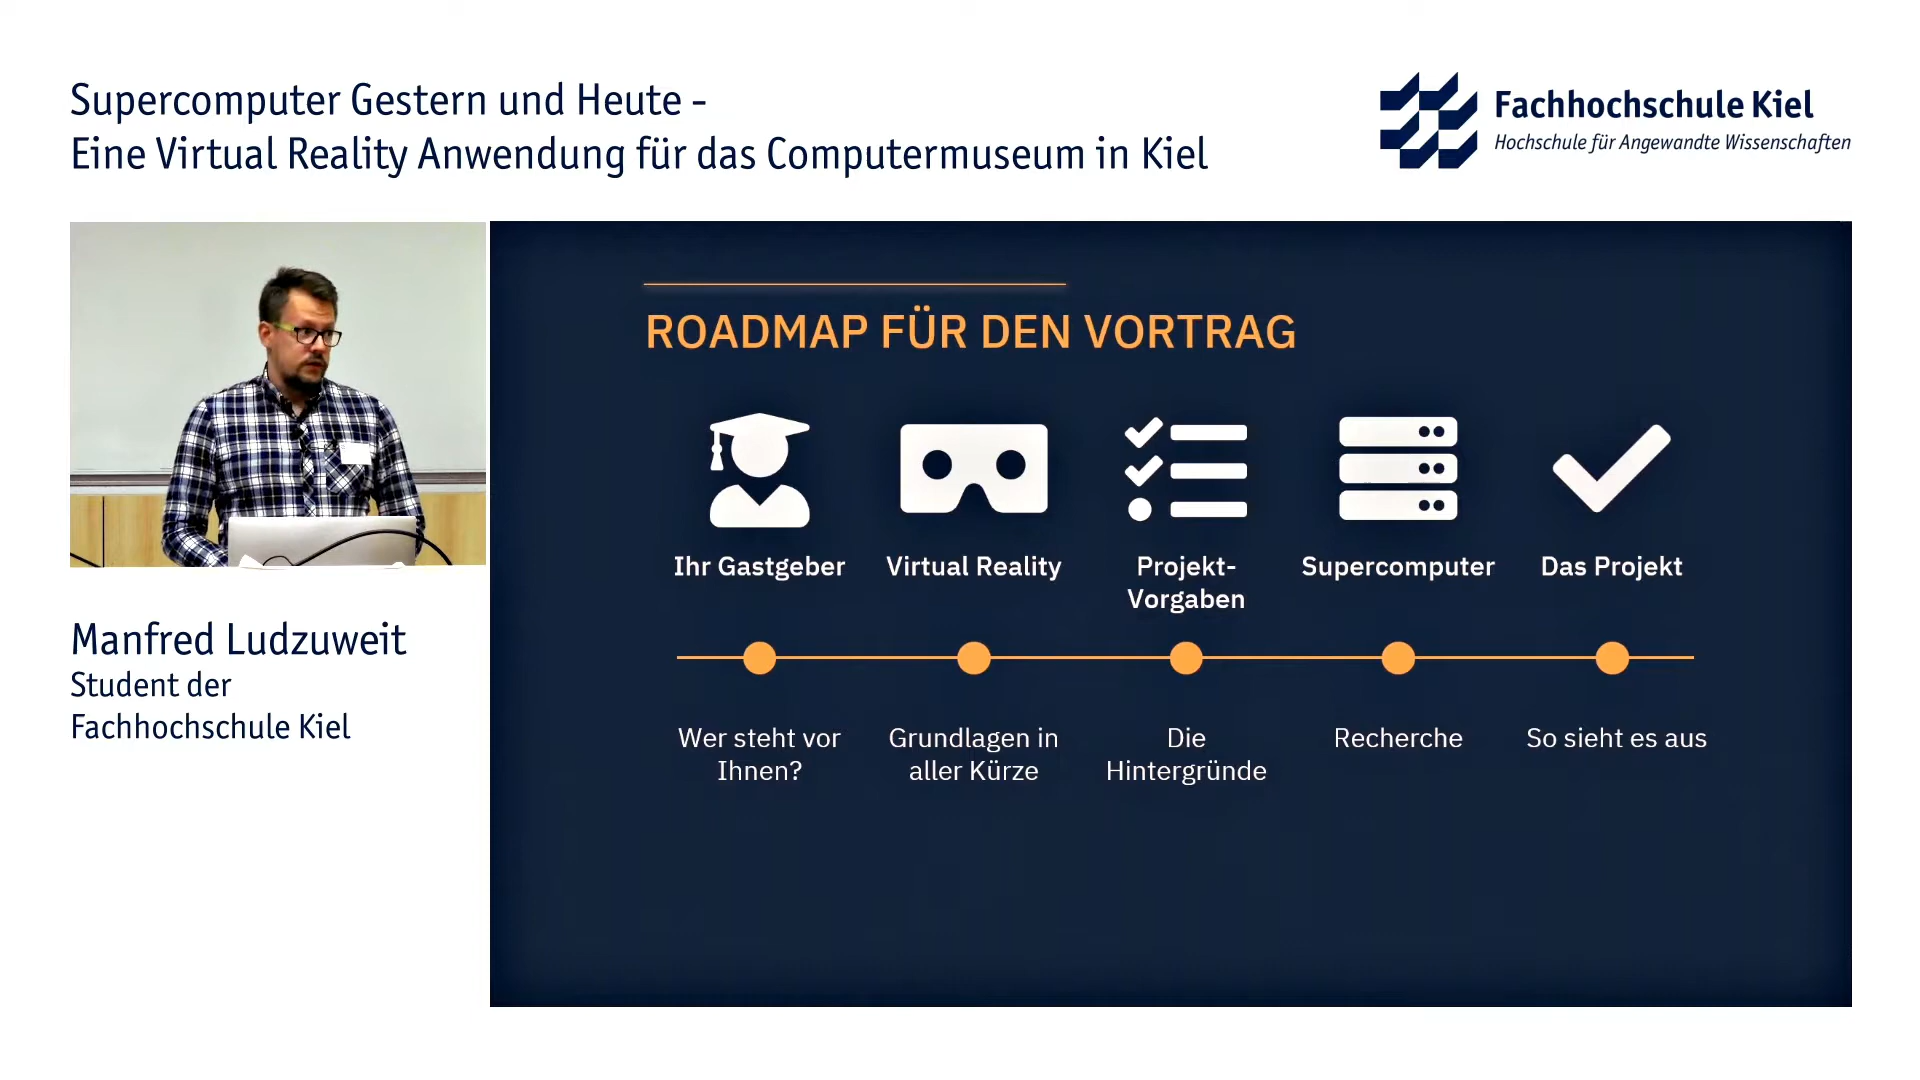 Supercomputer Gestern und Heute -
Eine Virtual Reality Anwendung für das Computermuseum in Kiel
Fachhochschule Kiel
Hochschule für Angewandte Wissenschaften
ROADMAP FÜR DEN VORTRAG
Ihr Gastgeber
Virtual Reality
Projekt-
Vorgaben
Supercomputer
Das Projekt
Wer steht vor
Ihnen?
Grundlagen in
aller Kürze
Die
Hintergründe
Recherche
So sieht es aus
Manfred Ludzuweit
Student der
Fachhochschule Kiel